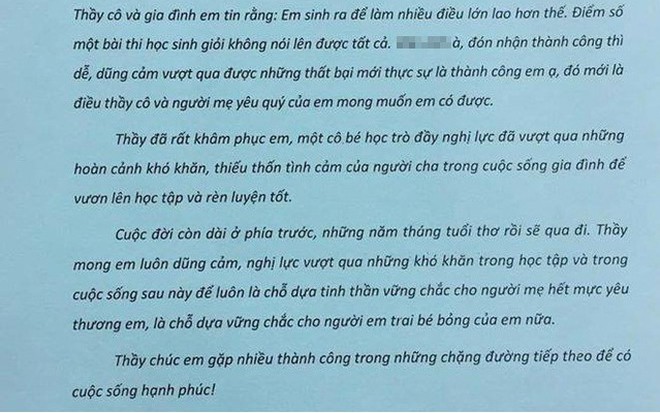 Thầy cô và gia đình em tin rằng: Em sinh ra để làm nhiều điều lớn lao hơn thế. Điểm số
một bài thi học sinh giỏi không nói lên được tất cả. à, đón nhận thành công thì
dễ, dũng cảm vượt qua được những thất bại mới thực sự là thành công em ạ, đó mới là
điều thầy cô và người mẹ yêu quý của em mong muốn em có được.
Thầy đã rất khâm phục em, một cô bé học trò đầy nghị lực đã vượt qua những
hoàn cảnh khó khăn, thiếu thốn tình cảm của người cha trong cuộc sống gia đình để
vươn lên học tập và rèn luyện tốt.
Cuộc đời còn dài ở phía trước, những năm tháng tuổi thơ rồi sẽ qua đi. Thầy
mong em luôn dũng cảm, nghị lực vượt qua những khó khăn trong học tập và trong
cuộc sống sau này để luôn là chỗ dựa tinh thần vững chắc cho người mẹ hết mực yêu
thương em, là chỗ dựa vững chắc cho người em trai bé bỏng của em nữa.
Thầy chúc em gặp nhiều thành công trong những chặng đường tiếp theo để có
cuộc sống hạnh phúc!